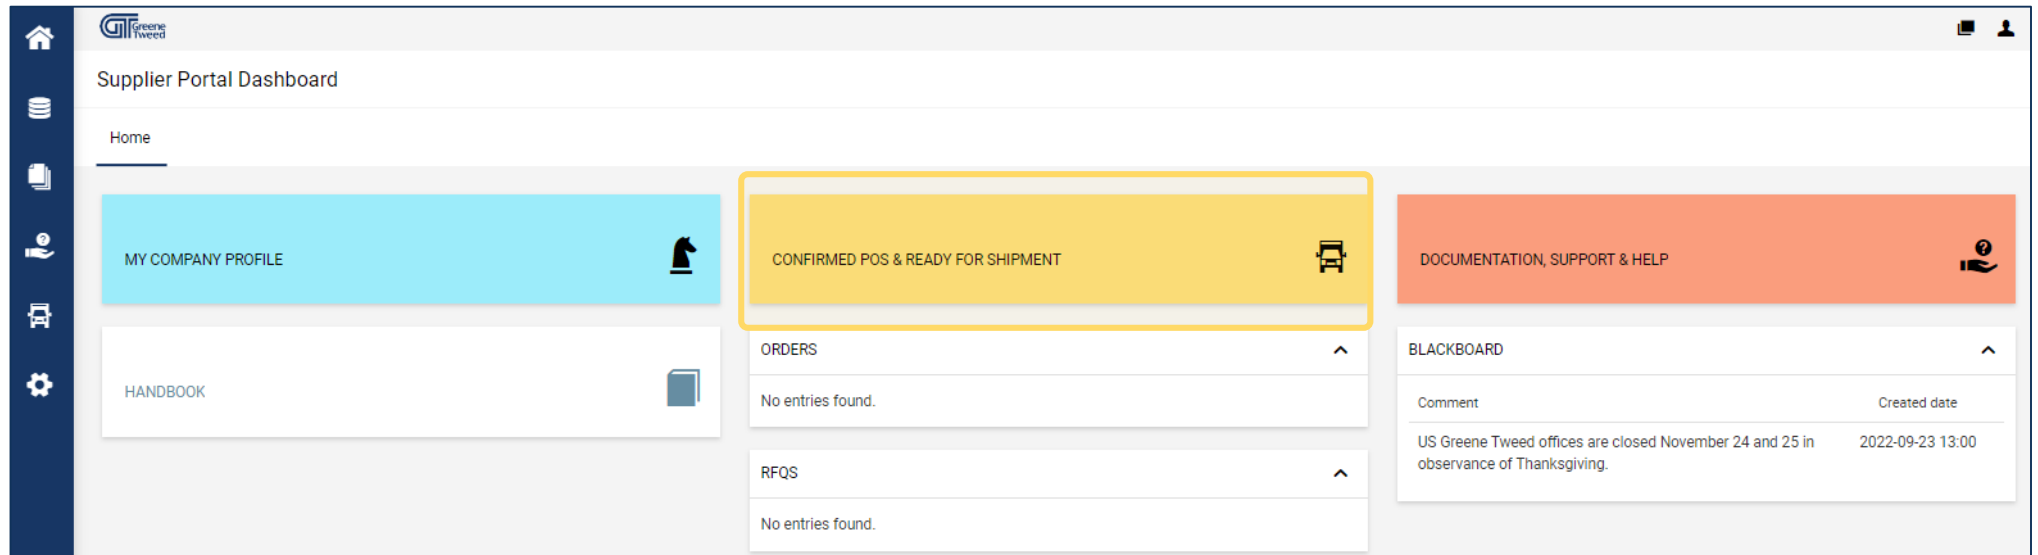 Greene
Tweed
Supplier Portal Dashboard
Home
MY COMPANY PROFILE
CONFIRMED POS & READY FOR SHIPMENT
DOCUMENTATION, SUPPORT & HELP
HANDBOOK
ORDERS
No entries found.
RFQS
No entries found.
BLACKBOARD
Comment
Created date
US Greene Tweed offices are closed November 24 and 25 in
observance of Thanksgiving.
2022-09-23 13:00